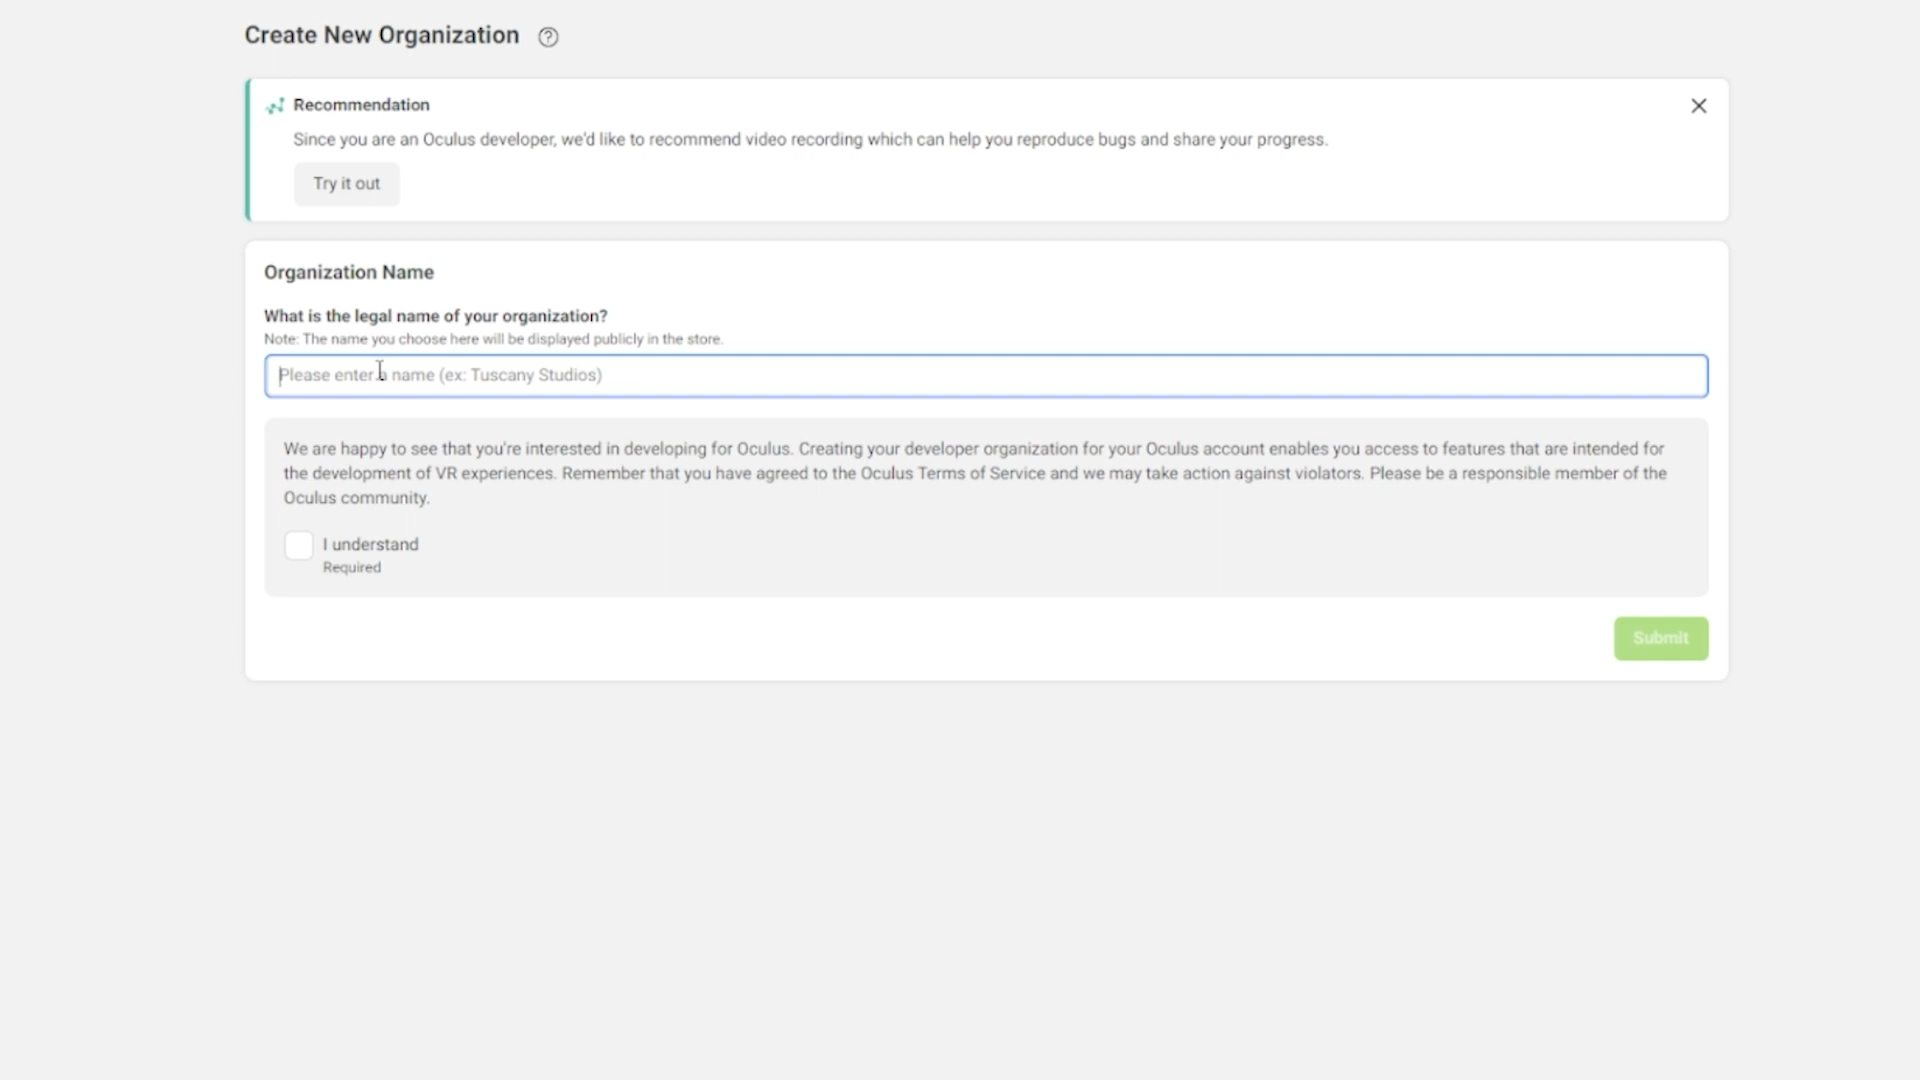 Create New Organization
Recommendation
Since you are an Oculus developer, we'd like to recommend video recording which can help you reproduce bugs and share your progress.
Try it out
Organization Name
What is the legal name of your organization?
Note: The name you choose here will be displayed publicly in the store.
Please enter a name (ex: Tuscany Studios)
We are happy to see that you're interested in developing for Oculus. Creating your developer organization for your Oculus account enables you access to features that are intended for
the development of VR experiences. Remember that you have agreed to the Oculus Terms of Service and we may take action against violators. Please be a responsible member of the
Oculus community.
I understand
Required
Submit